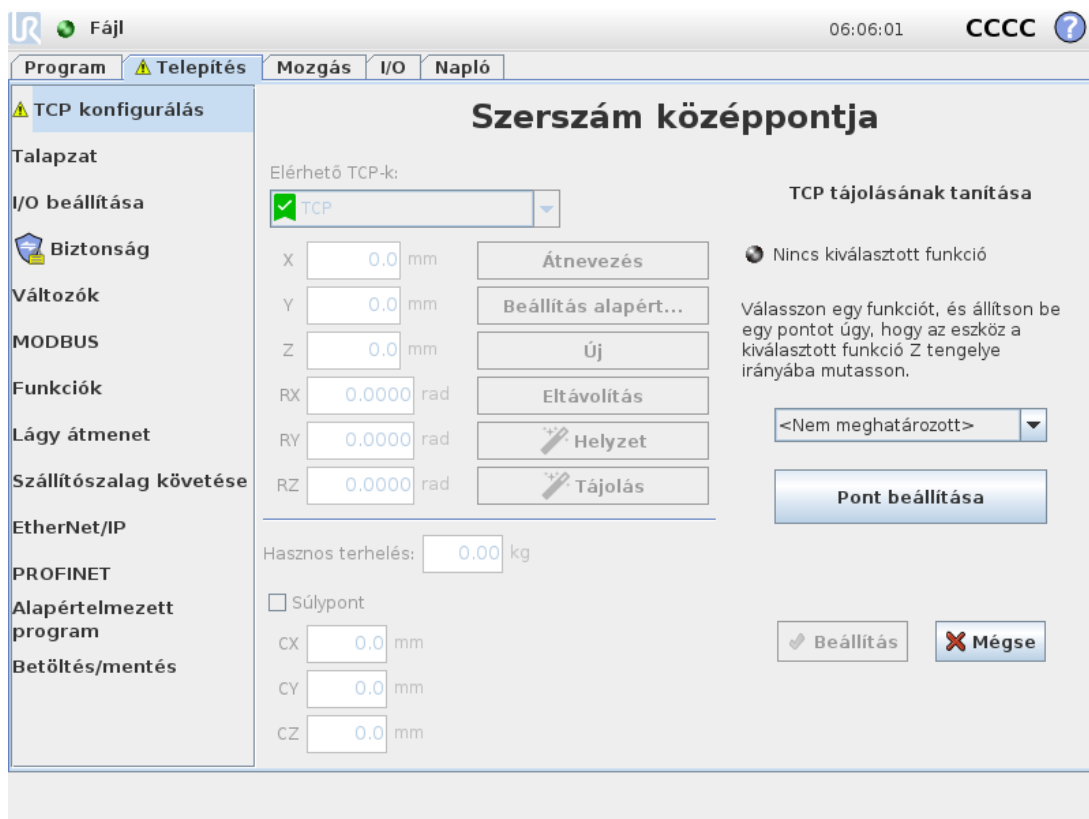 UR Fájl 06:06:01 CCCC ?
Program Telepítés Mozgás I/O Napló
TCP konfigurálás
Talapzat
I/O beállítása
Biztonság
Változók
MODBUS
Funkciók
Lágy átmenet
Szállítószalag követése
EtherNet/IP
PROFINET
Alapértelmezett
program
Betöltés/mentés
Szerszám középpontja
Elérhető TCP-k:
TCP
X 0.0 mm Átnevezés
Y 0.0 mm Beállítás alapért...
Z 0.0 mm Új
RX 0.0000 rad Eltávolítás
RY 0.0000 rad Helyzet
RZ 0.0000 rad Tájolás
Hasznos terhelés: 0.00 kg
Súlypont
CX 0.0 mm
CY 0.0 mm
CZ 0.0 mm
TCP tájolásának tanítása
Nincs kiválasztott funkció
Válasszon egy funkciót, és állítson be
egy pontot úgy, hogy az eszköz a
kiválasztott funkció Z tengelye
irányába mutasson.
<Nem meghatározott>
Pont beállítása
Beállítás Mégse